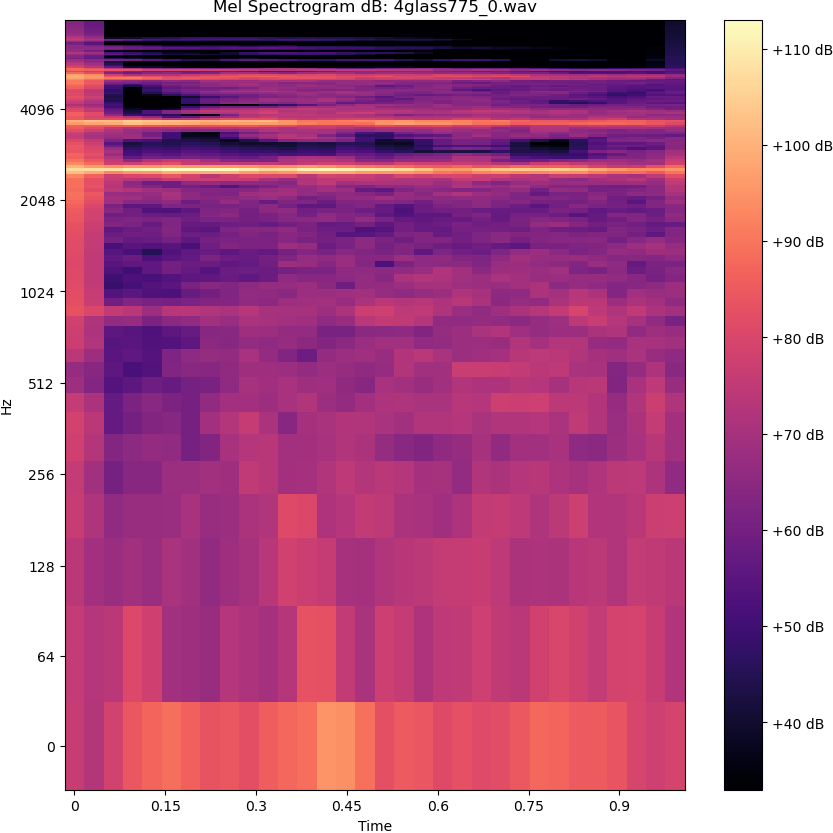 Mel Spectrogram dB: 4glass775_0.wav
+110 dB
4096
+100 dB
2048
+90 dB
1024
+80 dB
512
Hz
+70 dB
256
+60 dB
128
+50 dB
64
+40 dB
0
0 0.15 0.3 0.45 0.6 0.75 0.9
Time